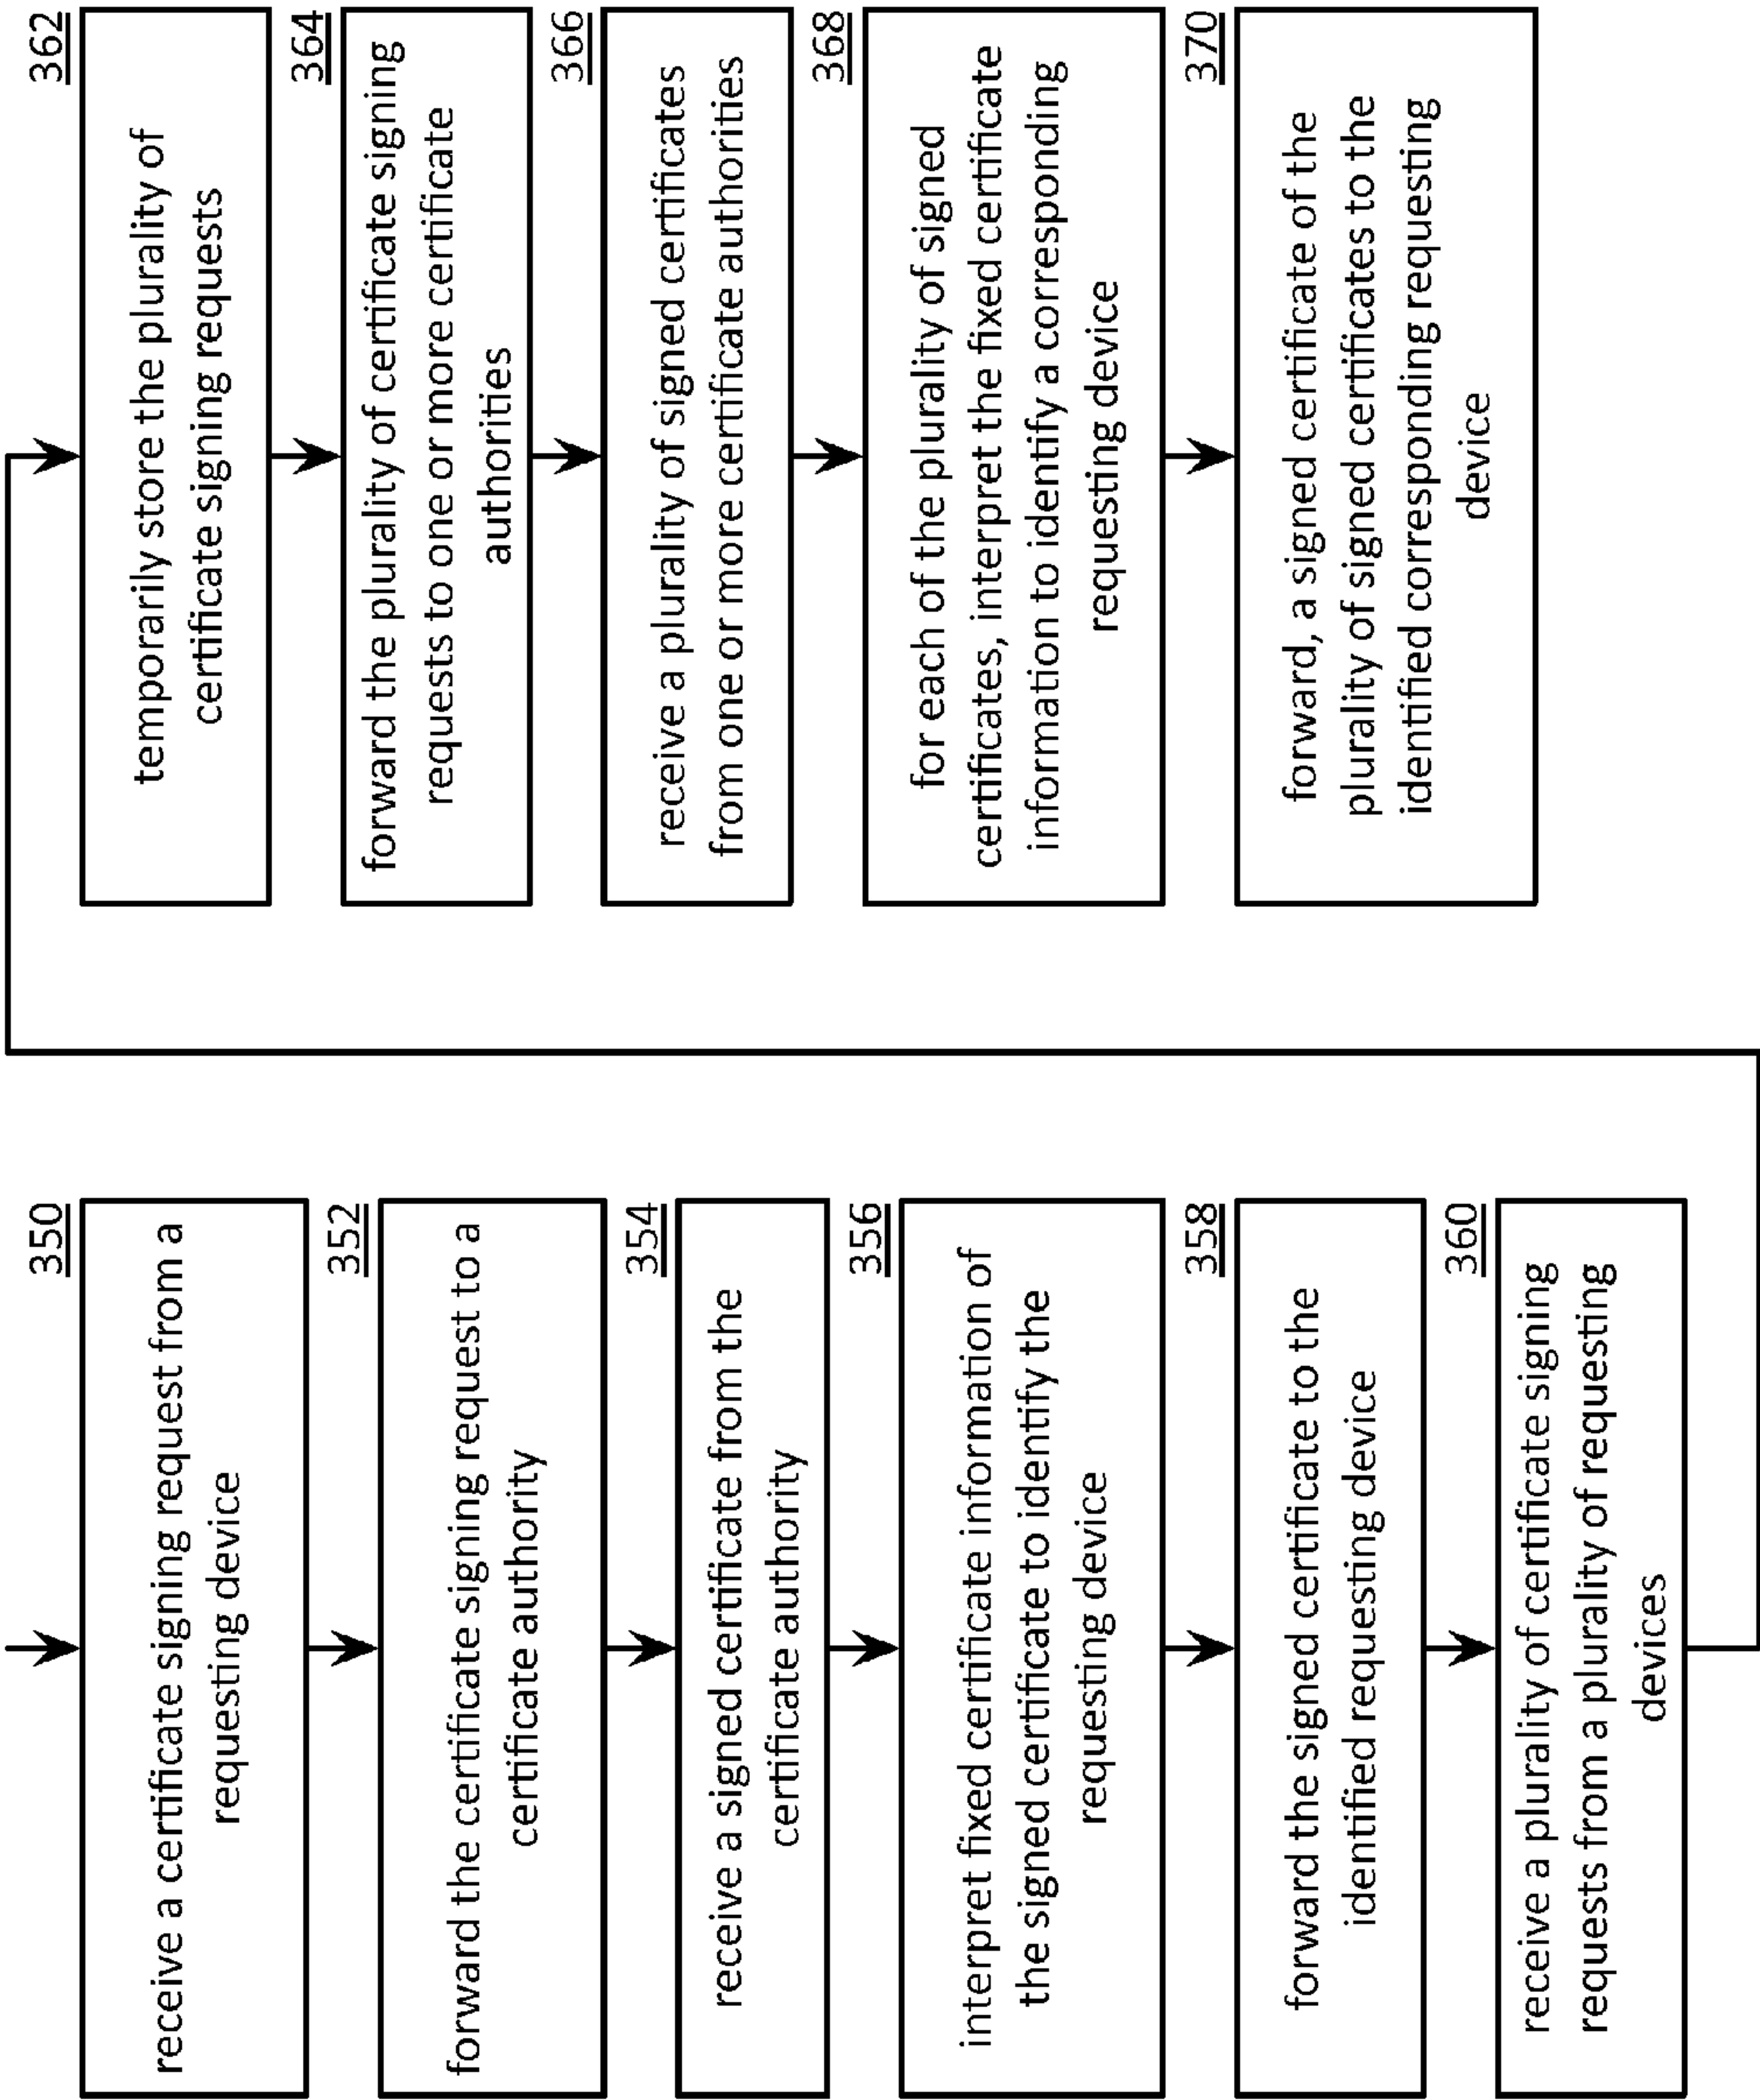 350
receive a certificate signing request from a
requesting device
352
forward the certificate signing request to a
certificate authority
354
receive a signed certificate from the
certificate authority
356
interpret fixed certificate information of
the signed certificate to identify the
requesting device
358
forward the signed certificate to the
identified requesting device
360
receive a plurality of certificate signing
requests from a plurality of requesting
devices
362
temporarily store the plurality of
certificate signing requests
364
forward the plurality of certificate signing
requests to one or more certificate
authorities
366
receive a plurality of signed certificates
from one or more certificate authorities
368
for each of the plurality of signed
certificates, interpret the fixed certificate
information to identify a corresponding
requesting device
370
forward, a signed certificate of the
plurality of signed certificates to the
identified corresponding requesting
device